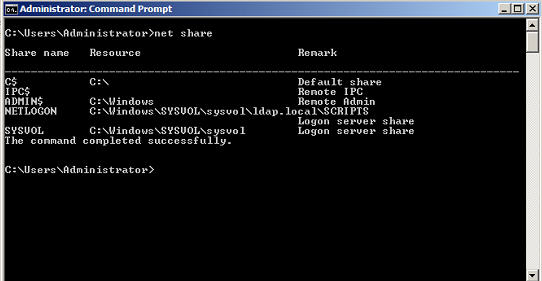 Administrator: Command Prompt
C:\Users\Administrator>net share
Share name   Resource                        Remark
-------------------------------------------------------------------------------
C$           C:\                             Default share
IPC$                                         Remote IPC
ADMIN$       C:\Windows                      Remote Admin
NETLOGON     C:\Windows\SYSVOL\sysvol\ldap.local\SCRIPTS
                                             Logon server share
SYSVOL       C:\Windows\SYSVOL\sysvol        Logon server share
The command completed successfully.
C:\Users\Administrator>